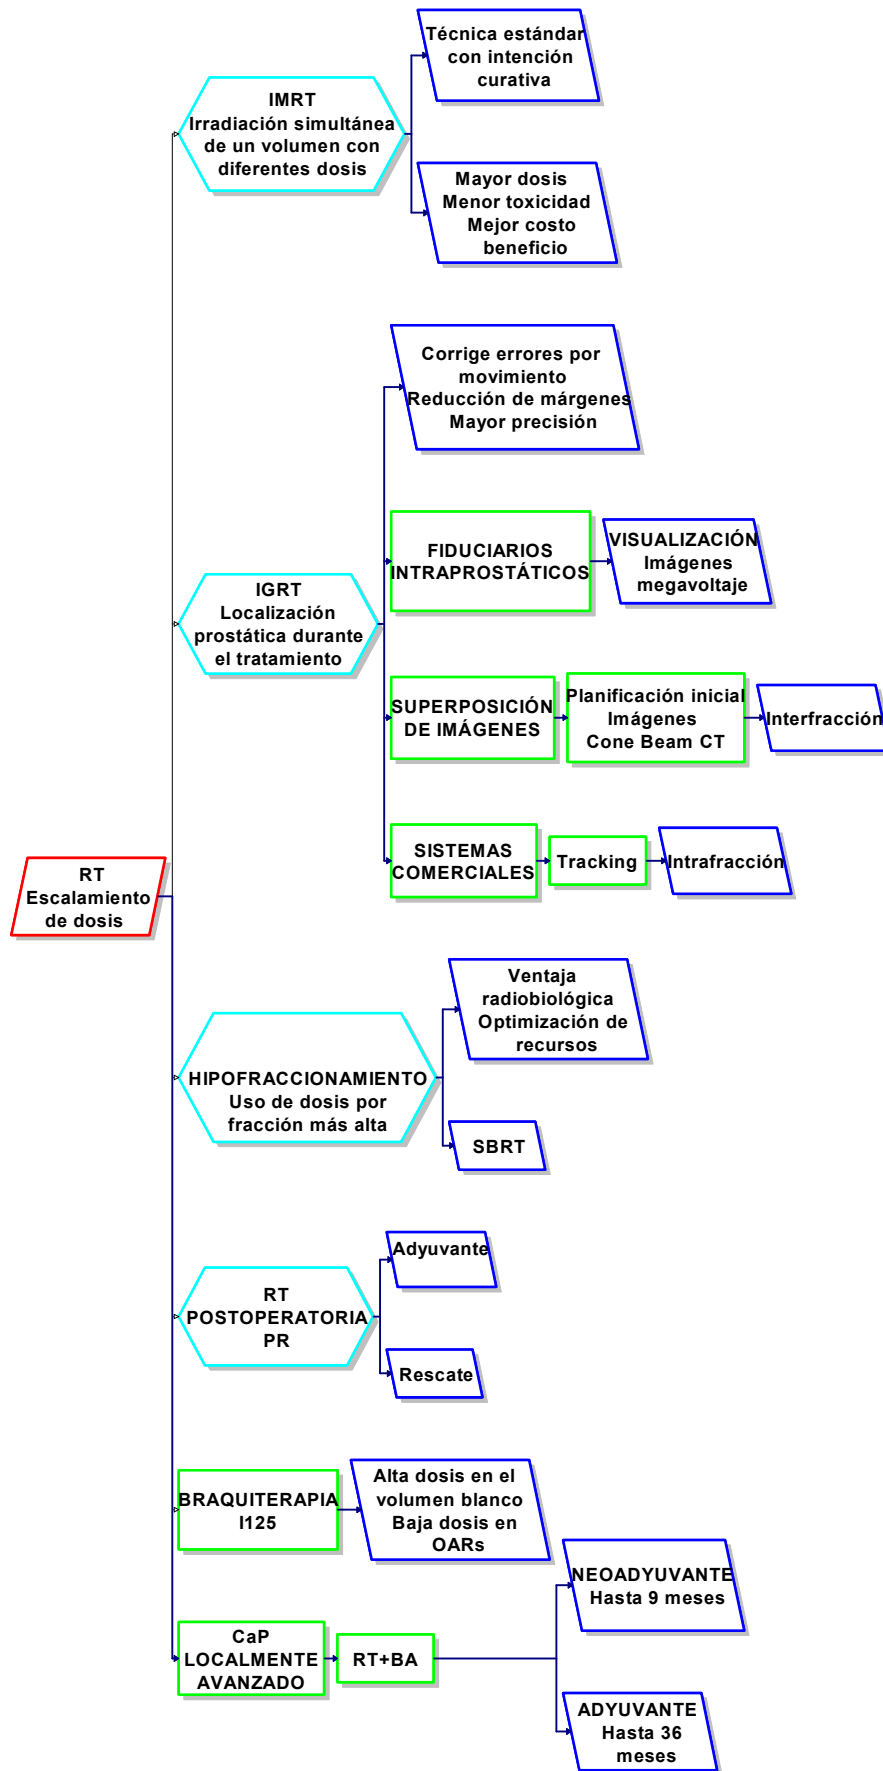 Técnica estándar
con intención
curativa
IMRT
Irradiación simultánea
de un volumen con
diferentes dosis
Mayor dosis
Menor toxicidad
Mejor costo
beneficio
Corrige errores por
movimiento
Reducción de márgenes
Mayor precisión
FIDUCIARIOS
INTRAPROSTÁTICOS
VISUALIZACIÓN
Imágenes
megavoltaje
IGRT
Localización
prostática durante
el tratamiento
SUPERPOSICIÓN
DE IMÁGENES
Planificación inicial
Imágenes
Cone Beam CT
Interfracción
SISTEMAS
COMERCIALES
Tracking
Intrafracción
RT
Escalamiento
de dosis
Ventaja
radiobiológica
Optimización de
recursos
HIPOFRACCIONAMIENTO
Uso de dosis por
fracción más alta
SBRT
Adyuvante
RT
POSTOPERATORIA
PR
Rescate
BRAQUITERAPIA
I125
Alta dosis en el
volumen blanco
Baja dosis en
OARs
NEOADYUVANTE
Hasta 9 meses
CaP
LOCALMENTE
AVANZADO
RT+BA
ADYUVANTE
Hasta 36
meses